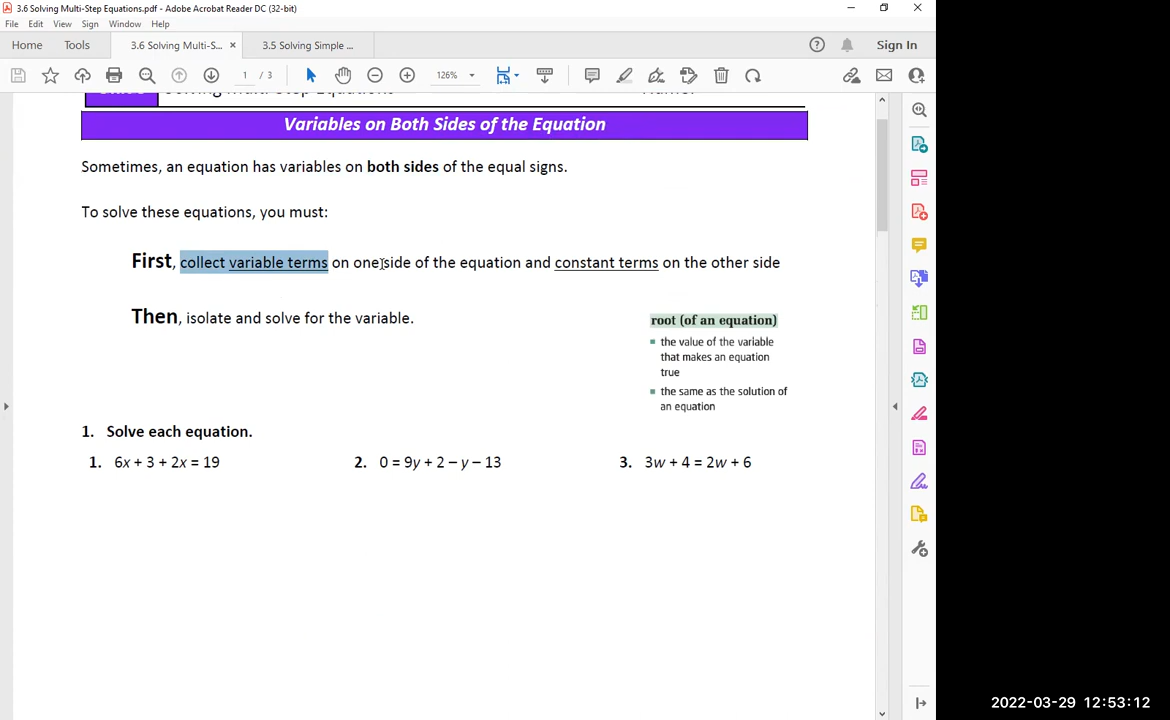 3.6 Solving Multi-Step Equations.pdf - Adobe Acrobat Reader DC (32-bit)
File Edit View Sign Window Help
Home Tools 3.6 Solving Multi-S... × 3.5 Solving Simple ... Sign In
1 / 3 126%
Solving Multi-Step Equations Name:
Variables on Both Sides of the Equation
Sometimes, an equation has variables on both sides of the equal signs.
To solve these equations, you must:
First, collect variable terms on one side of the equation and constant terms on the other side
Then, isolate and solve for the variable.
root (of an equation)
▪ the value of the variable
that makes an equation
true
▪ the same as the solution of
an equation
1. Solve each equation.
1. 6x + 3 + 2x = 19 2. 0 = 9y + 2 – y – 13 3. 3w + 4 = 2w + 6
2022-03-29 12:53:12